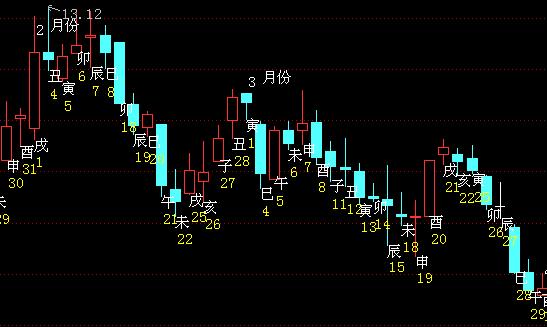 13.12
2 月份
3 月份
未
29
申
30
酉
31
戌
1
丑
4
寅
5
卯
6
辰
7
巳
8
卯
18
辰
19
巳
20
午
21
未
22
戌
25
亥
26
子
27
丑
28
寅
1
巳
4
午
5
未
6
申
7
酉
8
子
11
丑
12
寅
13
卯
14
辰
15
未
18
申
19
酉
20
戌
21
亥
22
寅
卯
26
辰
27
巳
28
午
29